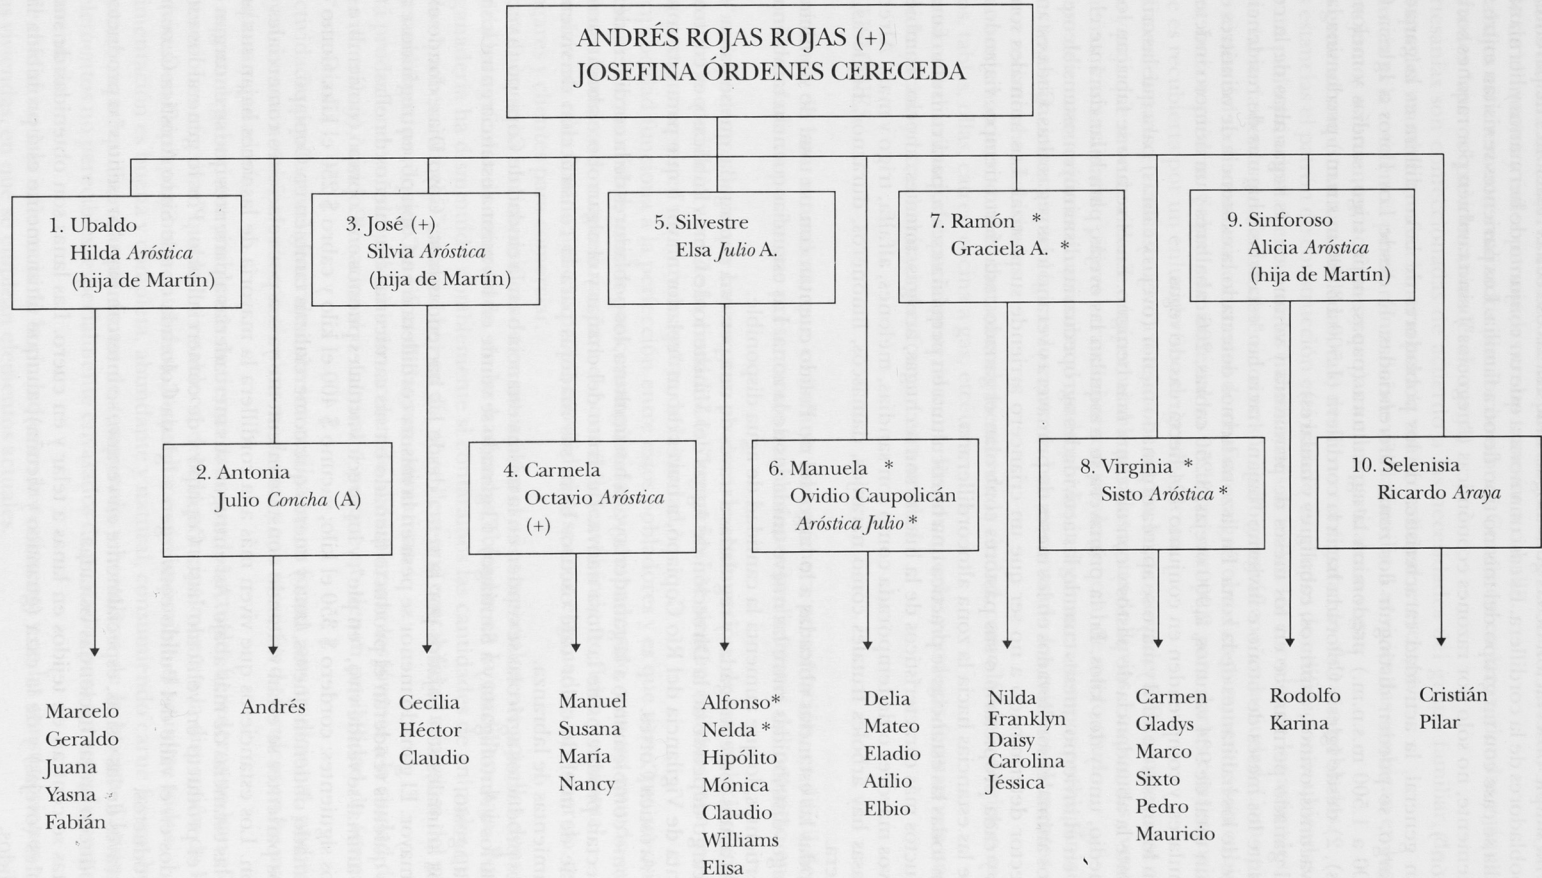 ANDRÉS ROJAS ROJAS (+)
JOSEFINA ÓRDENES CERECEDA
1. Ubaldo
Hilda Aróstica
(hija de Martín)
3. José (+)
Silvia Aróstica
(hija de Martín)
5. Silvestre
Elsa Julio A.
7. Ramón *
Graciela A. *
9. Sinforoso
Alicia Aróstica
(hija de Martín)
2. Antonia
Julio Concha (A)
4. Carmela
Octavio Aróstica
(+)
6. Manuela *
Ovidio Caupolicán
Aróstica Julio *
8. Virginia *
Sisto Aróstica *
10. Selenisia
Ricardo Araya
Marcelo
Geraldo
Juana
Yasna
Fabián
Andrés
Cecilia
Héctor
Claudio
Manuel
Susana
María
Nancy
Alfonso*
Nelda *
Hipólito
Mónica
Claudio
Williams
Elisa
Delia
Mateo
Eladio
Atilio
Elbio
Nilda
Franklyn
Daisy
Carolina
Jéssica
Carmen
Gladys
Marco
Sixto
Pedro
Mauricio
Rodolfo
Karina
Cristián
Pilar